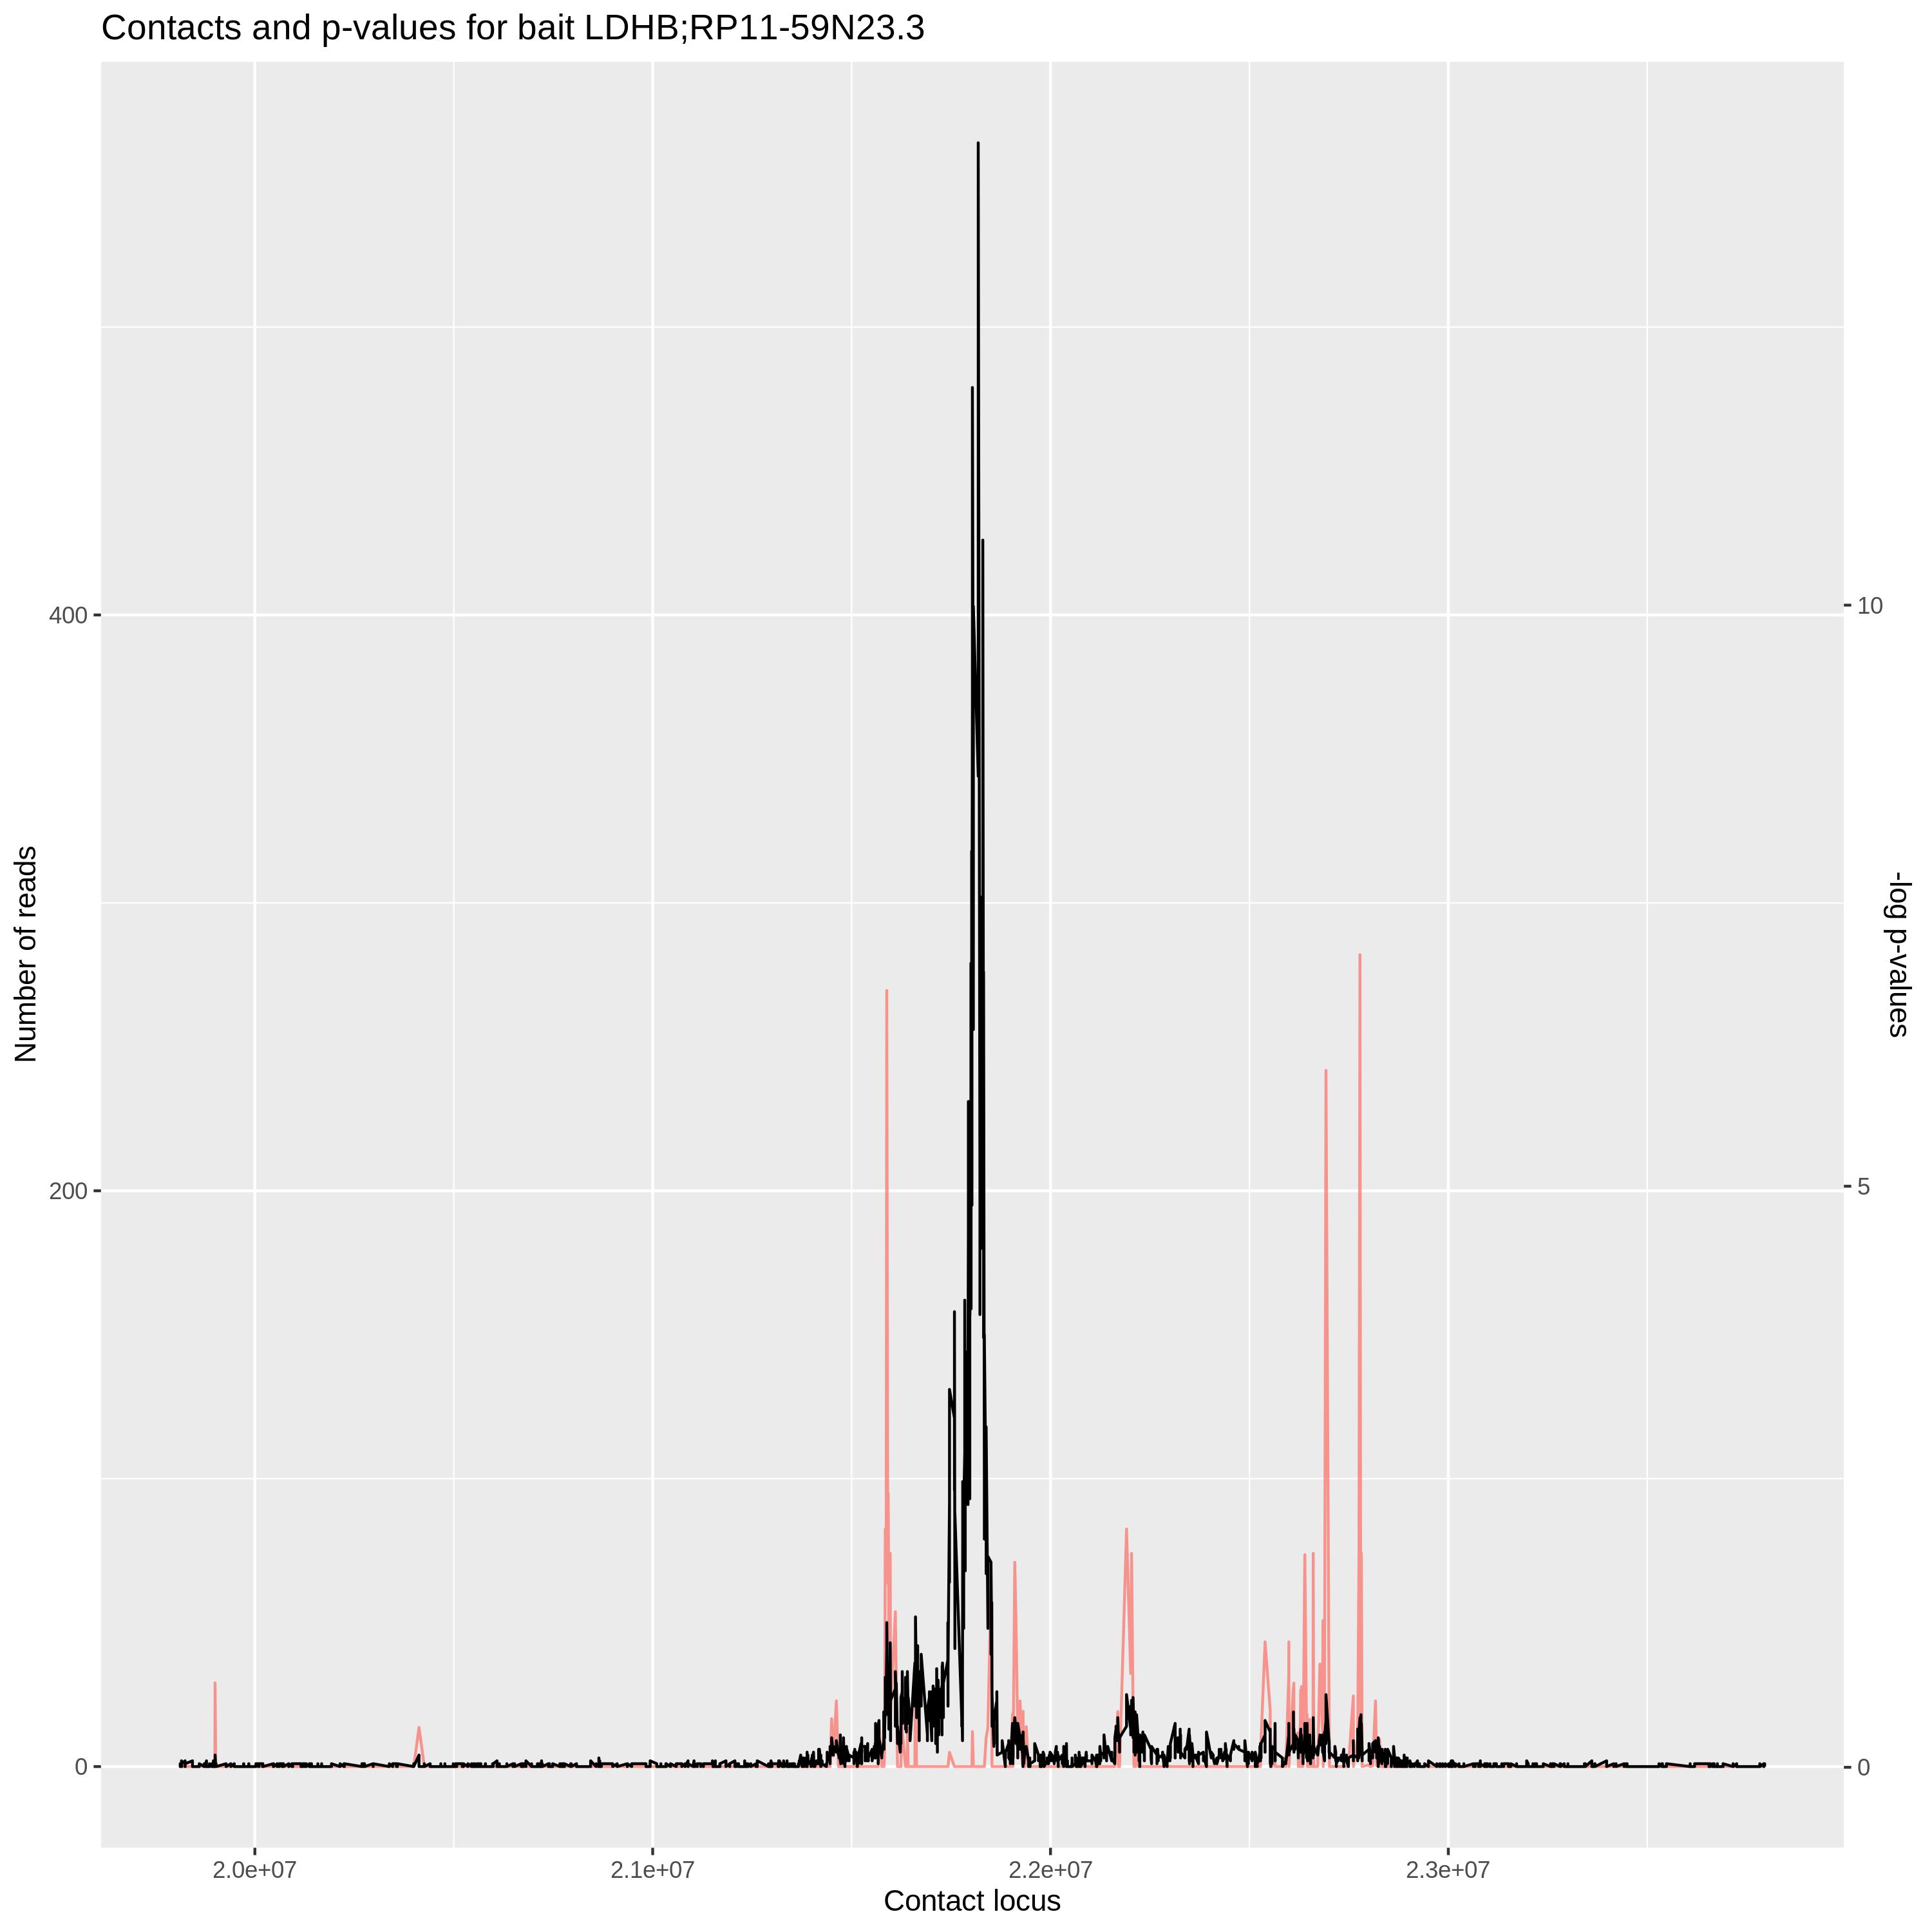 Contacts and p-values for bait LDHB;RP11-59N23.3
Number of reads
400
200
0
10
5
0
-log p-values
2.0e+07
2.1e+07
2.2e+07
2.3e+07
Contact locus